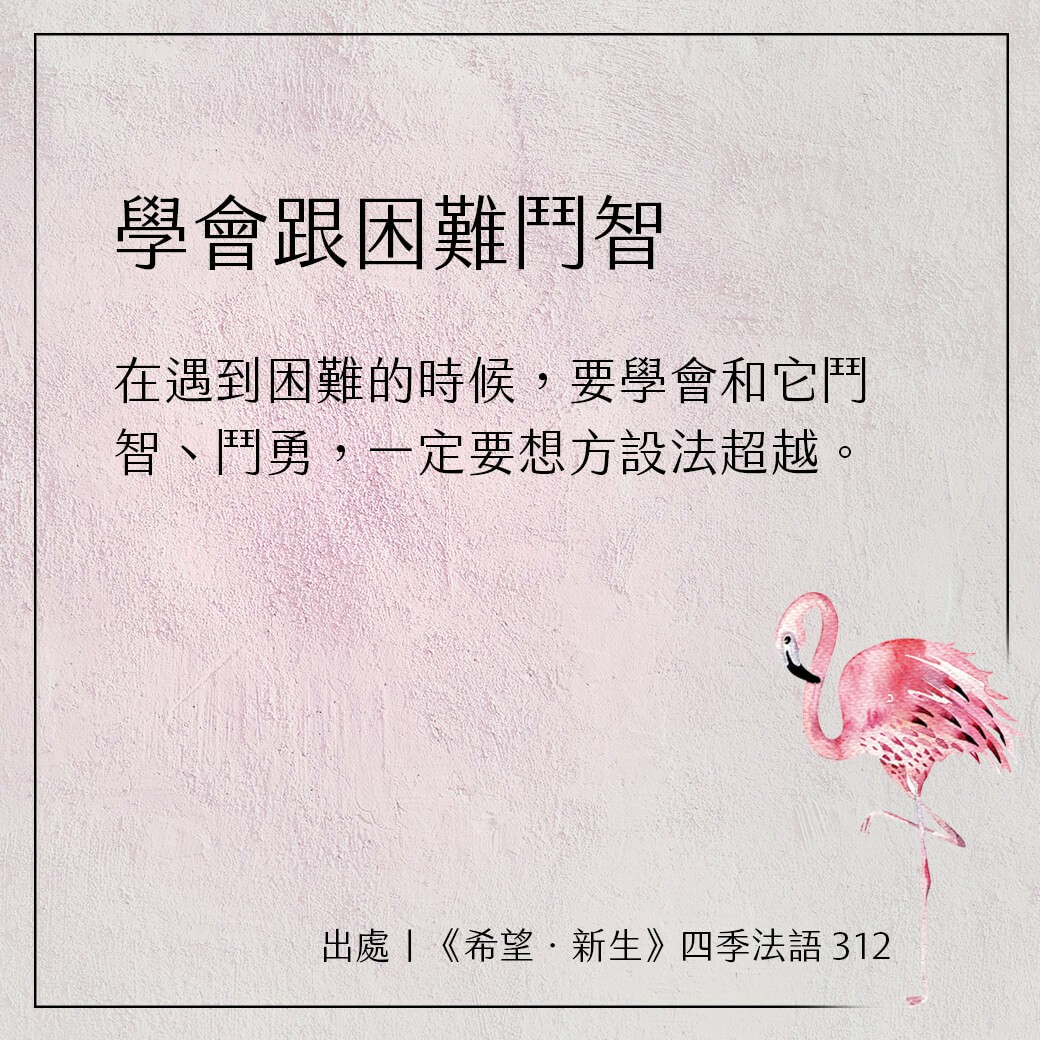 學會跟困難鬥智
在遇到困難的時候，要學會和它鬥
智、鬥勇，一定要想方設法超越。
出處｜《希望．新生》四季法語 312